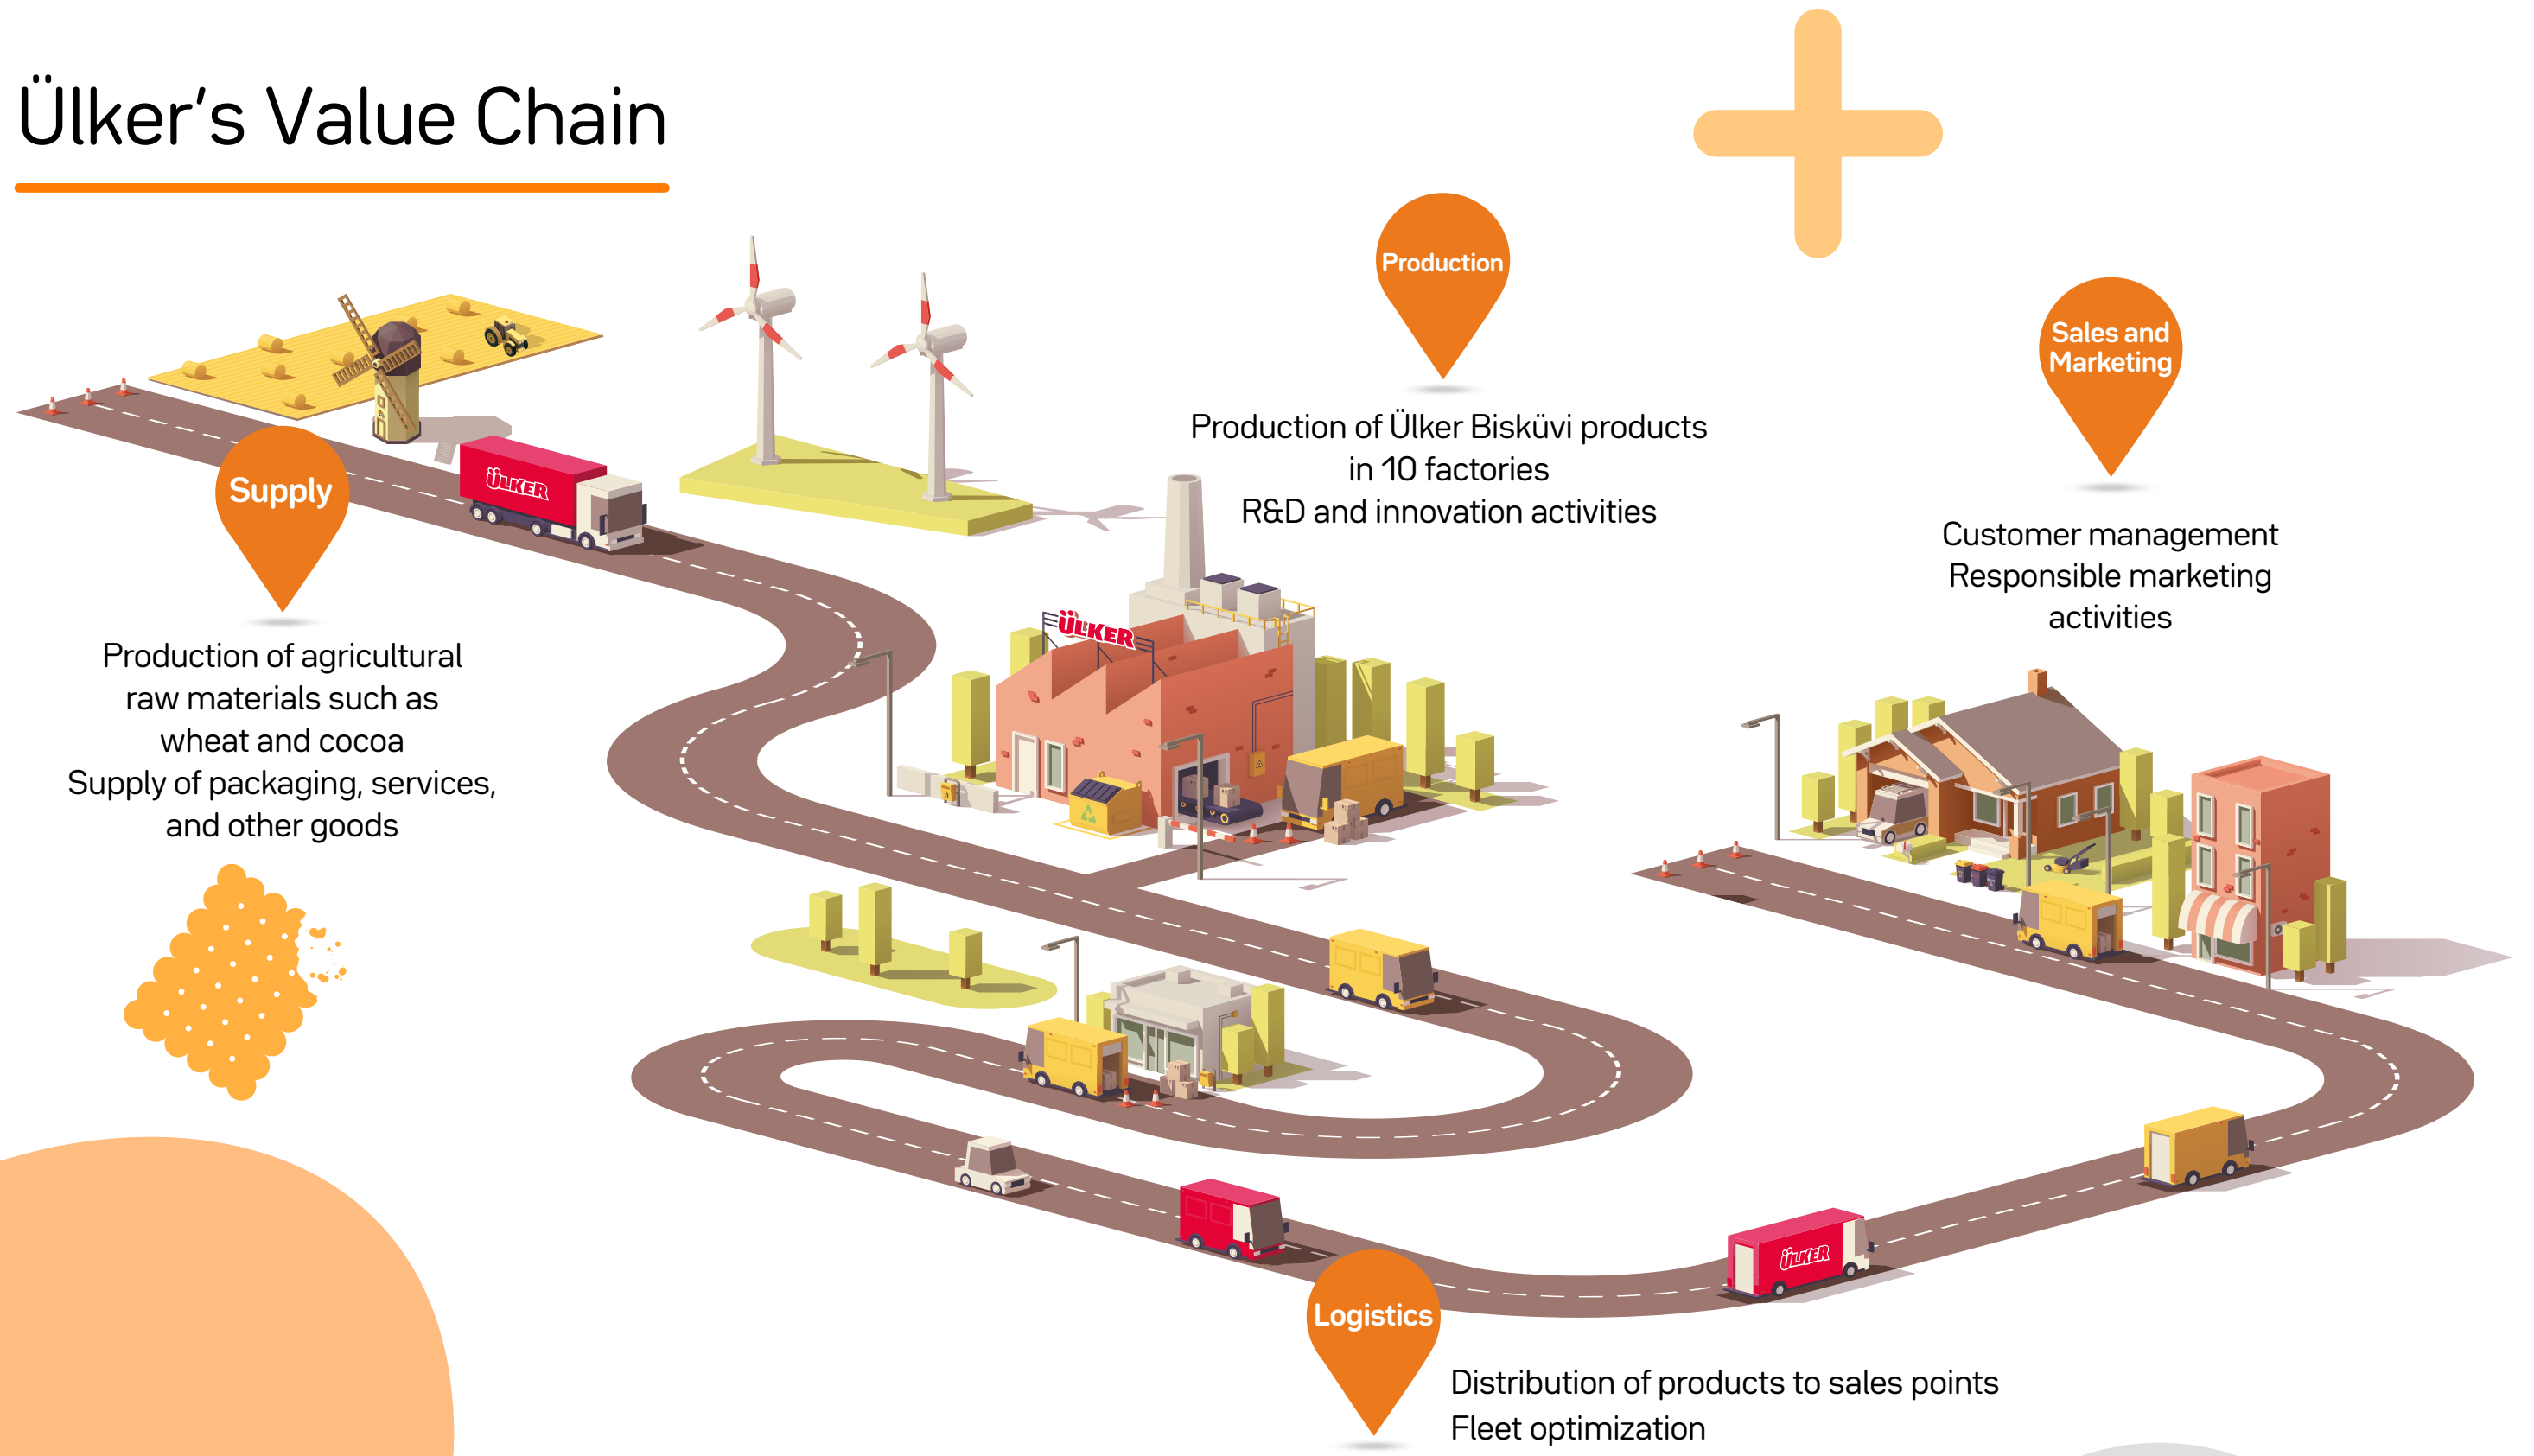 Ülker's Value Chain
Production
Production of Ülker Bisküvi products
in 10 factories
R&D and innovation activities
Sales and
Marketing
Customer management
Responsible marketing
activities
Supply
Production of agricultural
raw materials such as
wheat and cocoa
Supply of packaging, services,
and other goods
ÜLKER
ÜLKER
ÜLKER
Logistics
Distribution of products to sales points
Fleet optimization